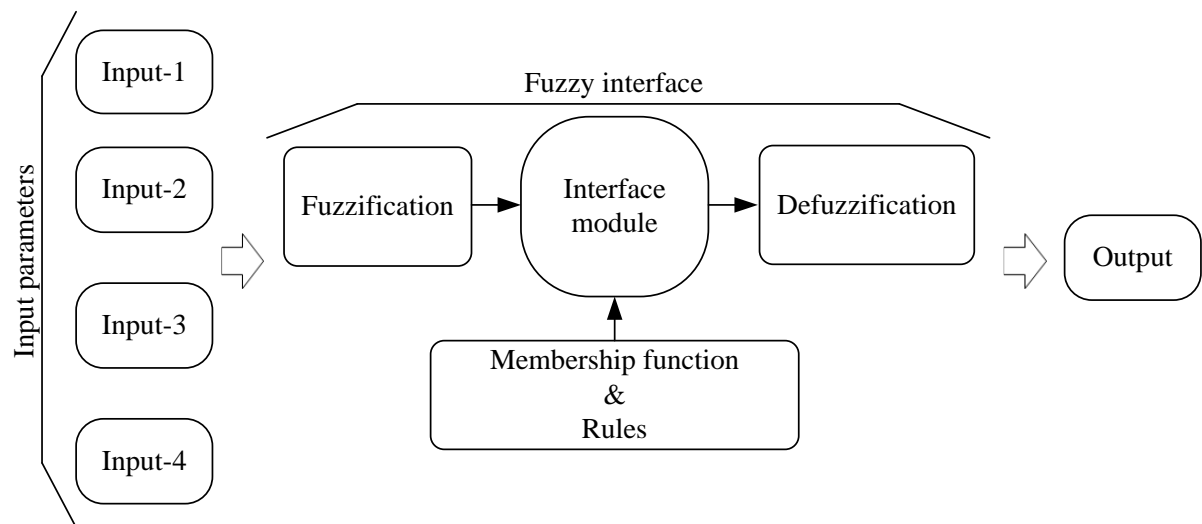 Input parameters
Input-1
Input-2
Input-3
Input-4
Fuzzy interface
Fuzzification
Interface
module
Defuzzification
Membership function
&
Rules
Output